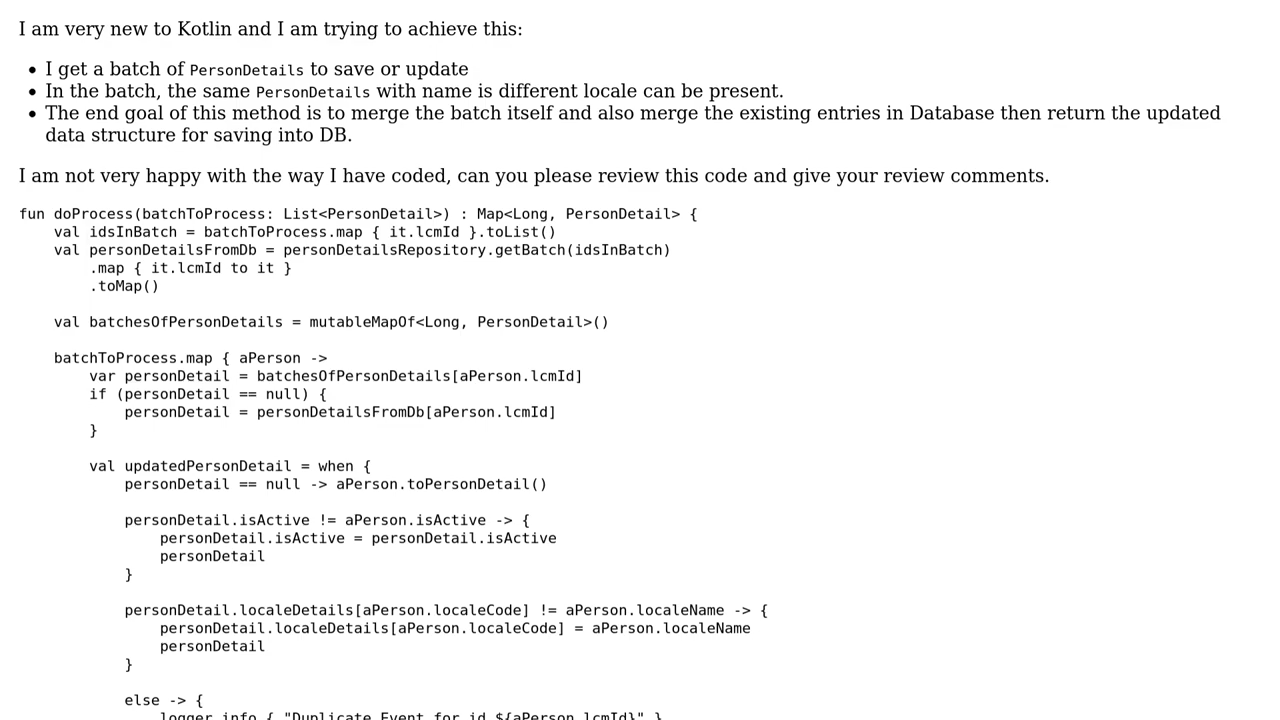 I am very new to Kotlin and I am trying to achieve this:
• I get a batch of PersonDetails to save or update
• In the batch, the same PersonDetails with name is different locale can be present.
• The end goal of this method is to merge the batch itself and also merge the existing entries in Database then return the updated
data structure for saving into DB.
I am not very happy with the way I have coded, can you please review this code and give your review comments.
fun doProcess(batchToProcess: List<PersonDetail>) : Map<Long, PersonDetail> {
    val idsInBatch = batchToProcess.map { it.lcmId }.toList()
    val personDetailsFromDb = personDetailsRepository.getBatch(idsInBatch)
        .map { it.lcmId to it }
        .toMap()
    val batchesOfPersonDetails = mutableMapOf<Long, PersonDetail>()
    batchToProcess.map { aPerson ->
        var personDetail = batchesOfPersonDetails[aPerson.lcmId]
        if (personDetail == null) {
            personDetail = personDetailsFromDb[aPerson.lcmId]
        }
        val updatedPersonDetail = when {
            personDetail == null -> aPerson.toPersonDetail()
            personDetail.isActive != aPerson.isActive -> {
                personDetail.isActive = personDetail.isActive
                personDetail
            }
            personDetail.localeDetails[aPerson.localeCode] != aPerson.localeName -> {
                personDetail.localeDetails[aPerson.localeCode] = aPerson.localeName
                personDetail
            }
            else -> {
                logger info { "Duplicate Event for id ${aPerson lcmId}" }